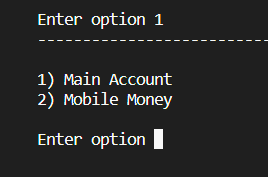 Enter option 1
--------------------------
1) Main Account
2) Mobile Money
Enter option